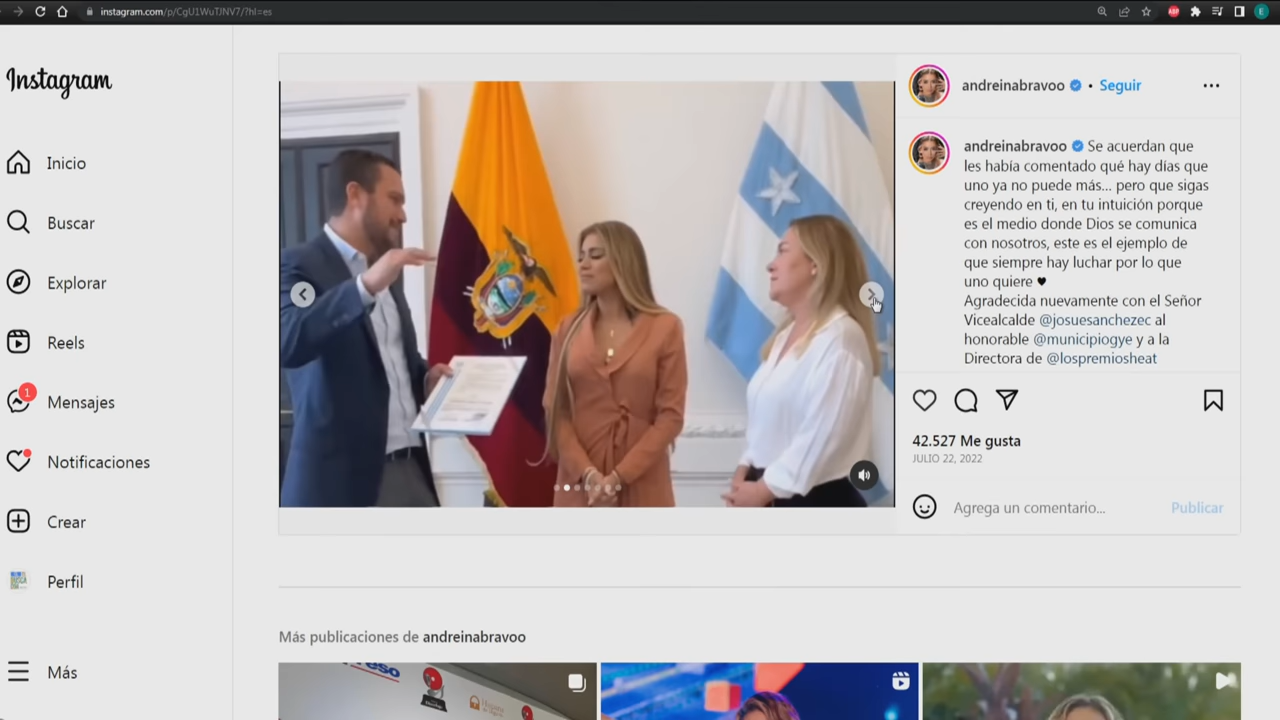 instagram.com/p/CgU1WuTJNV7/?hl=es
ABP
E
Instagram
Inicio
Buscar
Explorar
Reels
1
Mensajes
Notificaciones
Crear
Perfil
Más
andreinabravoo • Seguir
andreinabravoo Se acuerdan que
les había comentado qué hay días que
uno ya no puede más... pero que sigas
creyendo en ti, en tu intuición porque
es el medio donde Dios se comunica
con nosotros, este es el ejemplo de
que siempre hay luchar por lo que
uno quiere ♥
Agradecida nuevamente con el Señor
Vicealcalde @josuesanchezec al
honorable @municipiogye y a la
Directora de @lospremiosheat
42.527 Me gusta
JULIO 22, 2022
Agrega un comentario... Publicar
Más publicaciones de andreinabravoo